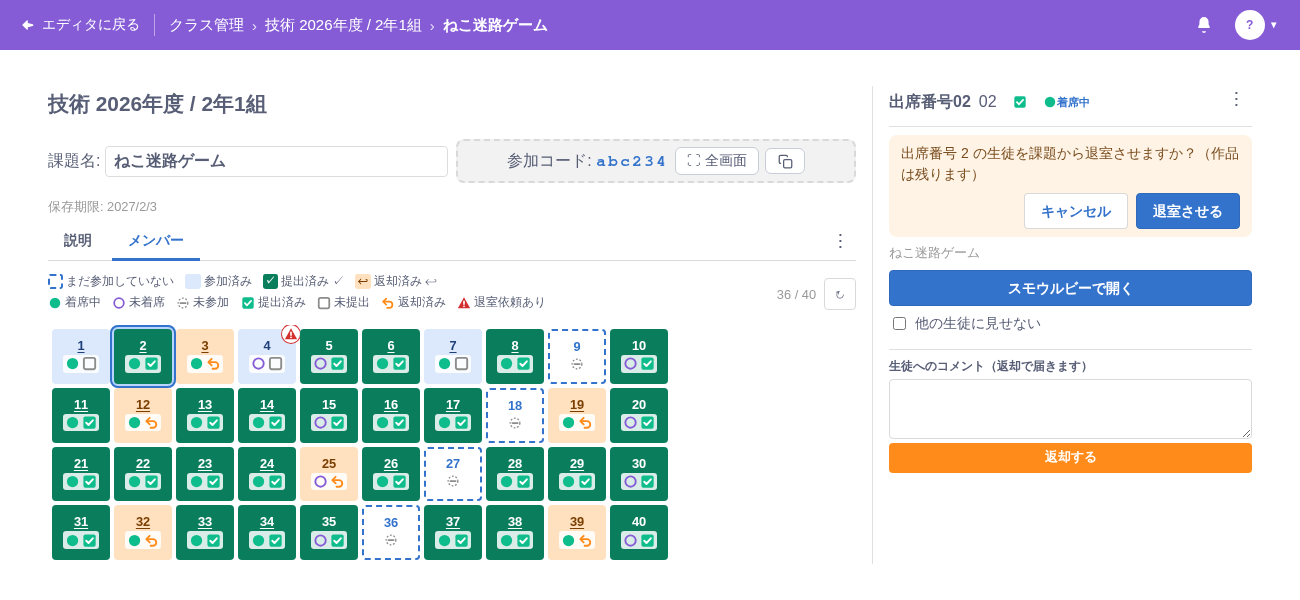 エディタに戻る クラス管理 › 技術 2026年度 / 2年1組 › ねこ迷路ゲーム ?
技術 2026年度 / 2年1組
課題名: ねこ迷路ゲーム 参加コード: abc234 全画面
保存期限: 2027/2/3
説明 メンバー
まだ参加していない 参加済み 提出済み 返却済み
着席中 未着席 未参加 提出済み 未提出 返却済み 退室依頼あり
36 / 40
1 2 3 4 5 6 7 8 9 10
11 12 13 14 15 16 17 18 19 20
21 22 23 24 25 26 27 28 29 30
31 32 33 34 35 36 37 38 39 40
出席番号02 02 着席中
出席番号 2 の生徒を課題から退室させますか？（作品
は残ります）
キャンセル 退室させる
ねこ迷路ゲーム
スモウルビーで開く
他の生徒に見せない
生徒へのコメント（返却で届きます）
返却する